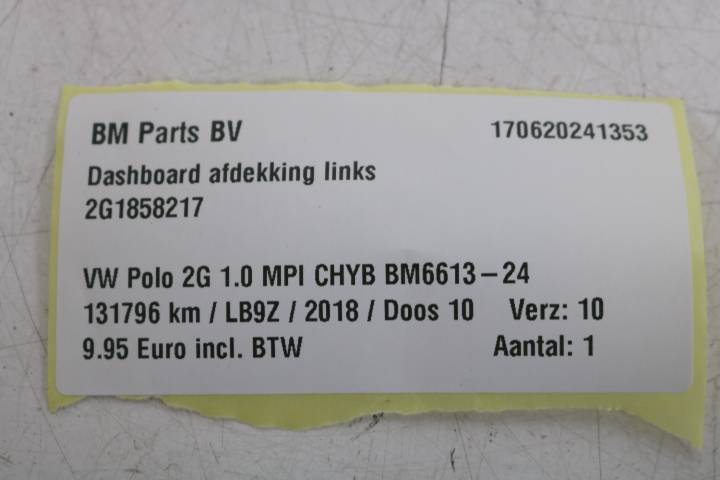 BM Parts BV 170620241353
Dashboard afdekking links
2G1858217
VW Polo 2G 1.0 MPI CHYB BM6613-24
131796 km / LB9Z / 2018 / Doos 10 Verz: 10
9.95 Euro incl. BTW Aantal: 1